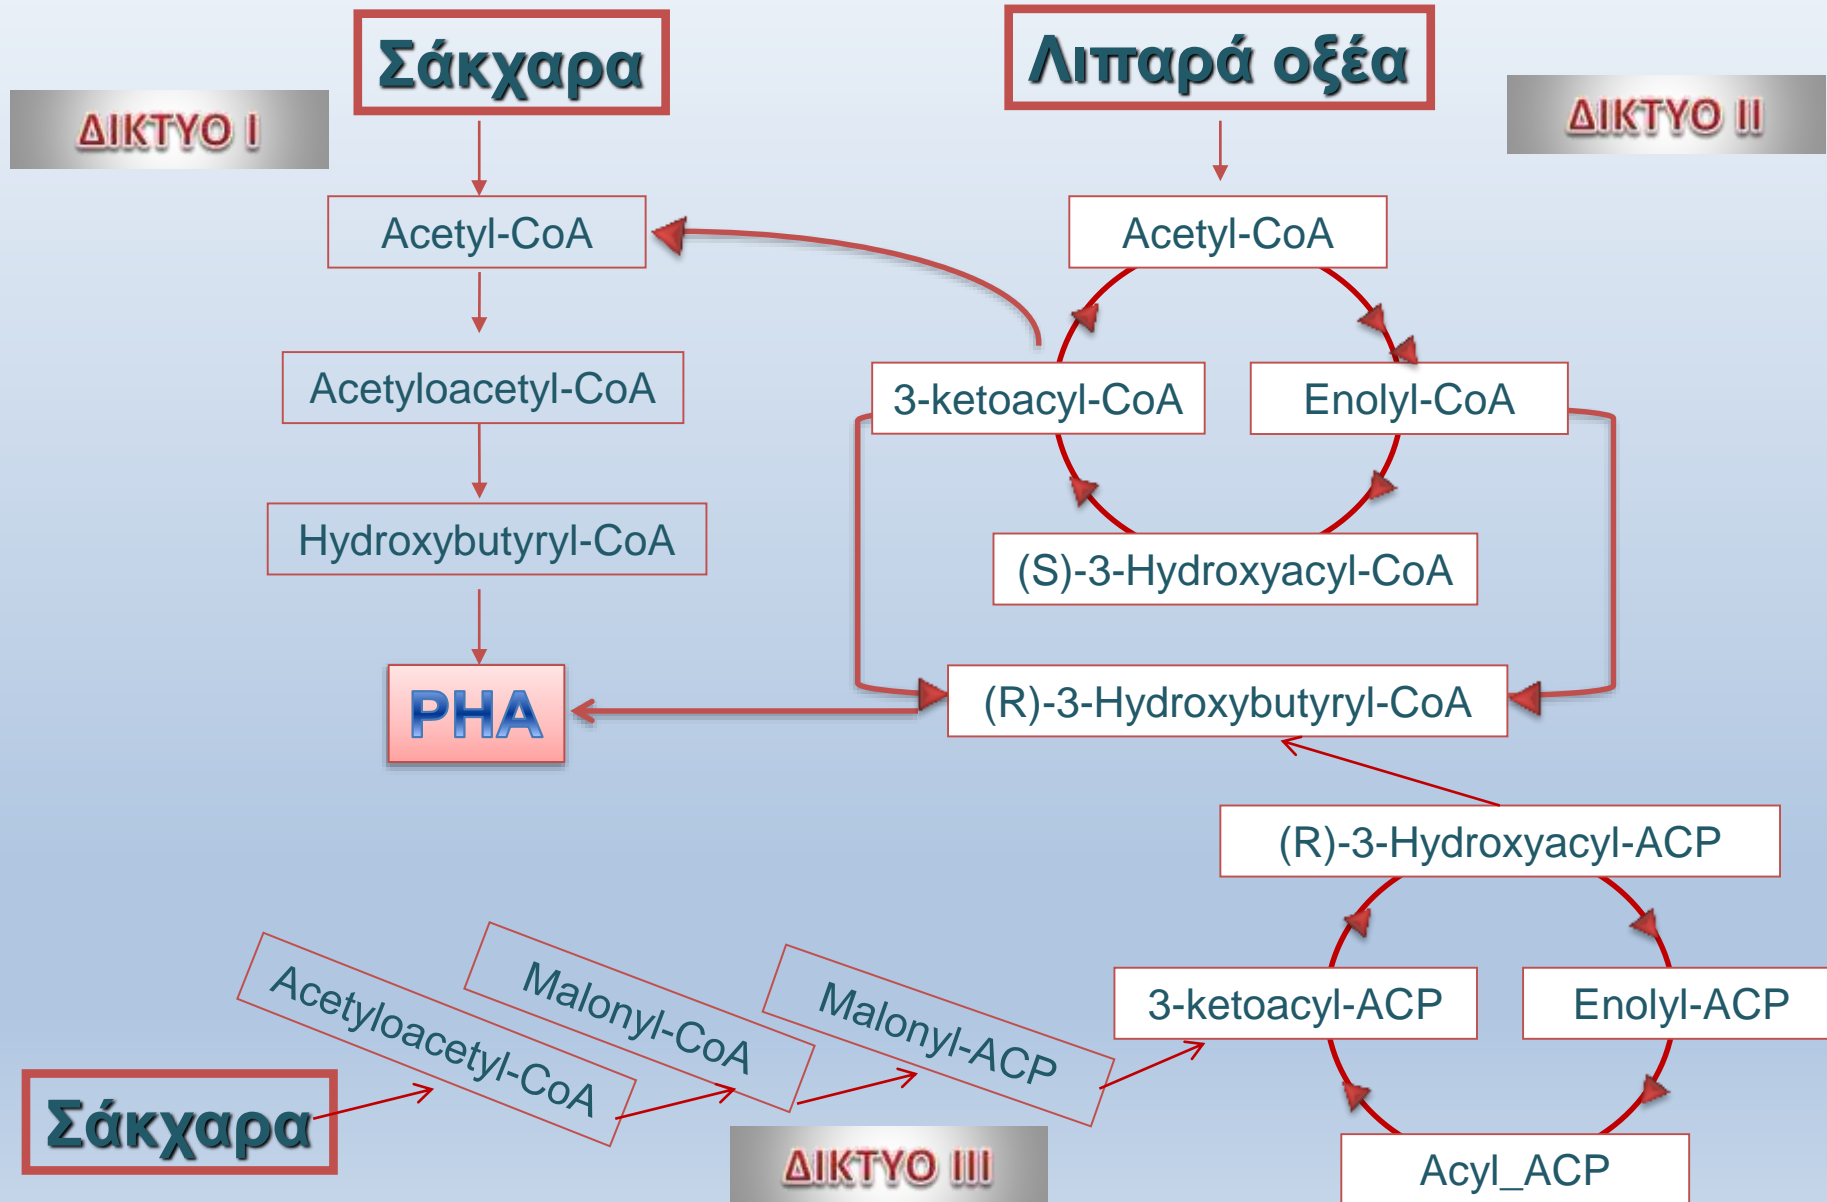 Σάκχαρα
Λιπαρά οξέα
ΔΙΚΤΥΟ I
ΔΙΚΤΥΟ II
Acetyl-CoA
Acetyl-CoA
Acetyloacetyl-CoA
3-ketoacyl-CoA
Enolyl-CoA
Hydroxybutyryl-CoA
(S)-3-Hydroxyacyl-CoA
PHA
(R)-3-Hydroxybutyryl-CoA
(R)-3-Hydroxyacyl-ACP
Acetyloacetyl-CoA
Malonyl-CoA
Malonyl-ACP
3-ketoacyl-ACP
Enolyl-ACP
Σάκχαρα
ΔΙΚΤΥΟ III
Acyl_ACP